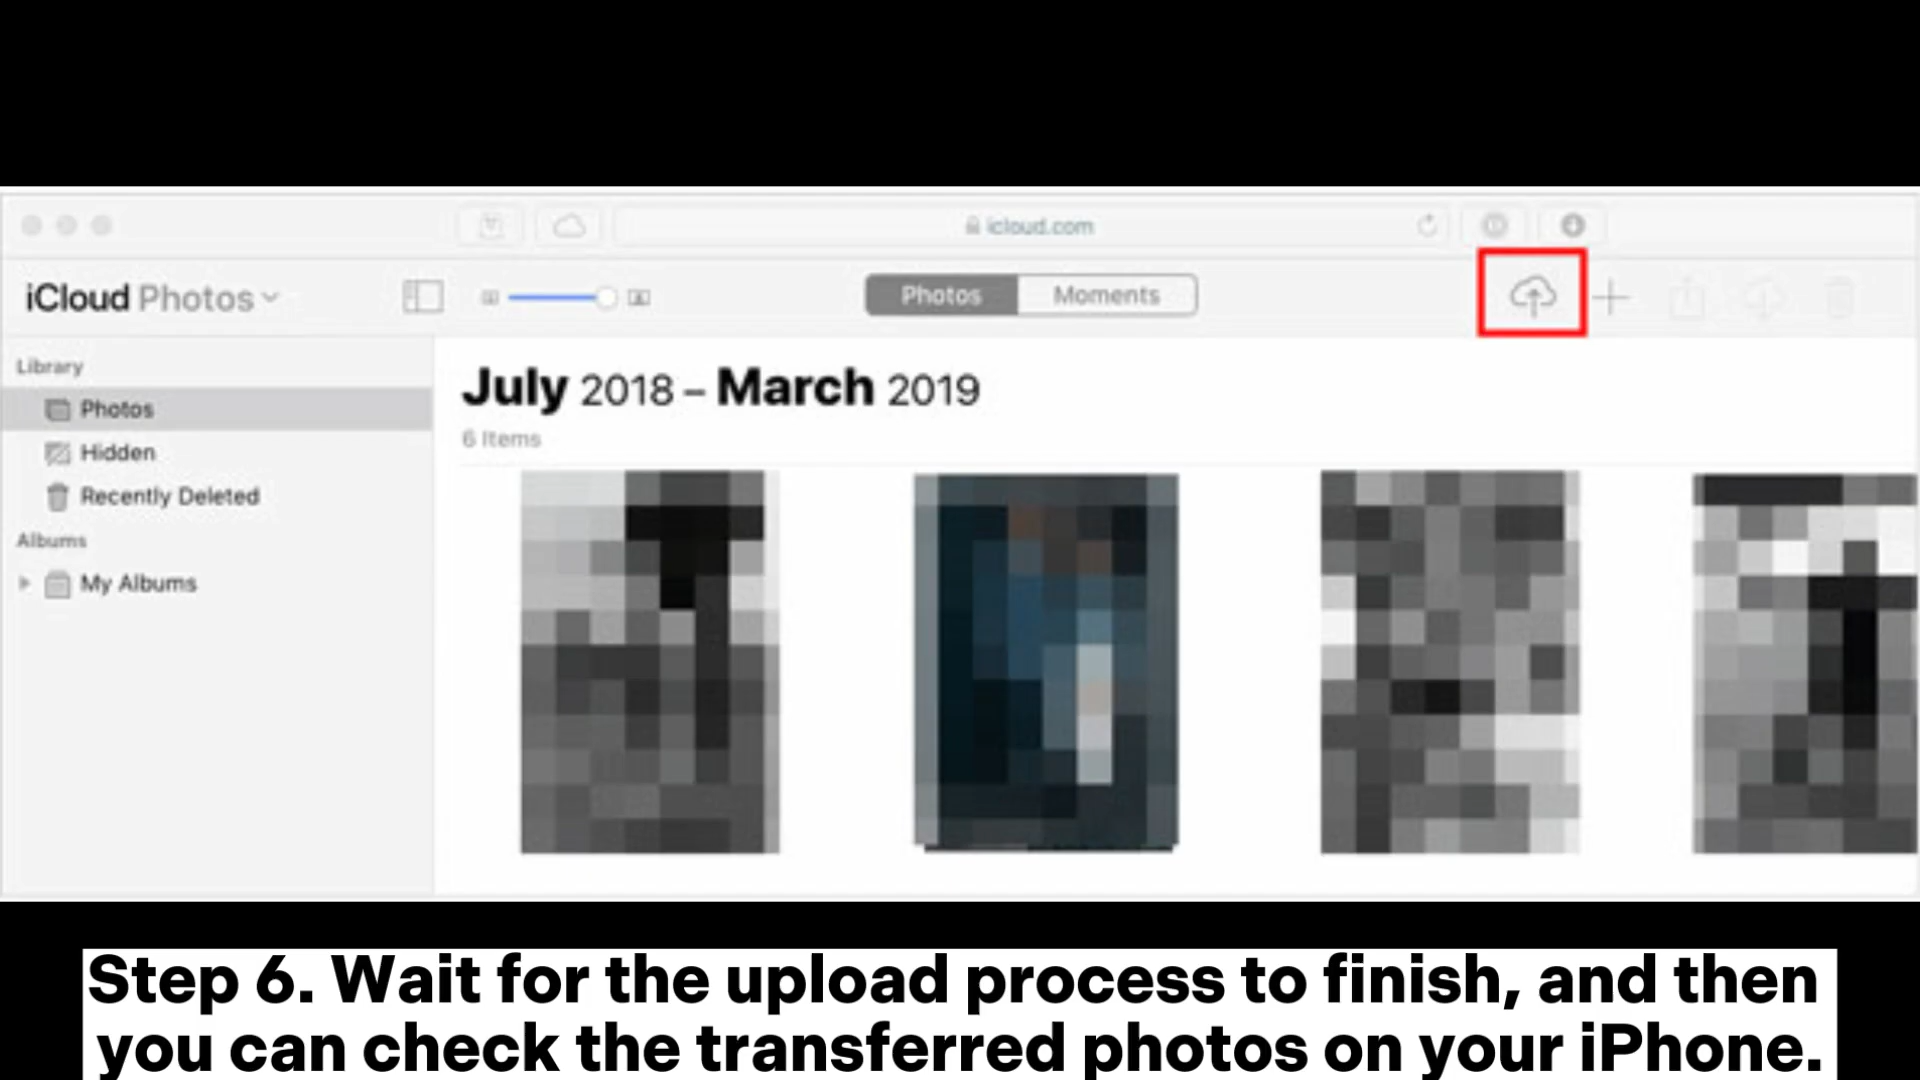 icloud.com
iCloud Photos
Photos Moments
Library
Photos
Hidden
Recently Deleted
Albums
My Albums
July 2018 – March 2019
6 Items
Step 6. Wait for the upload process to finish, and then
you can check the transferred photos on your iPhone.